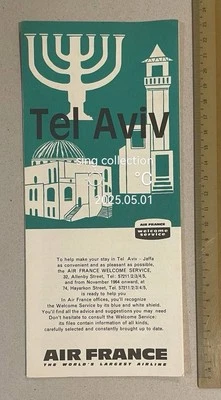 Tel Aviv
sing collection
°C
2025.05.01
AIR FRANCE
welcome
service
To help make your stay in Tel Aviv - Jaffa
as convenient and as pleasant as possible,
the AIR FRANCE WELCOME SERVICE,
32, Allenby Street, Tel: 57211/2/3/4/5,
and from November 1964 onward, at
74, Hayarkon Street, Tel: 57211/2/3/4/5,
is ready to help you.
In Air France offices, you'll recognize
the Welcome Service by its blue and white shield.
You'll find all the advice and suggestions you may need
Don't hesitate to consult the Welcome Service:
its files contain information of all kinds,
carefully selected and constantly brought up to date.
AIR FRANCE
THE WORLD'S LARGEST AIRLINE